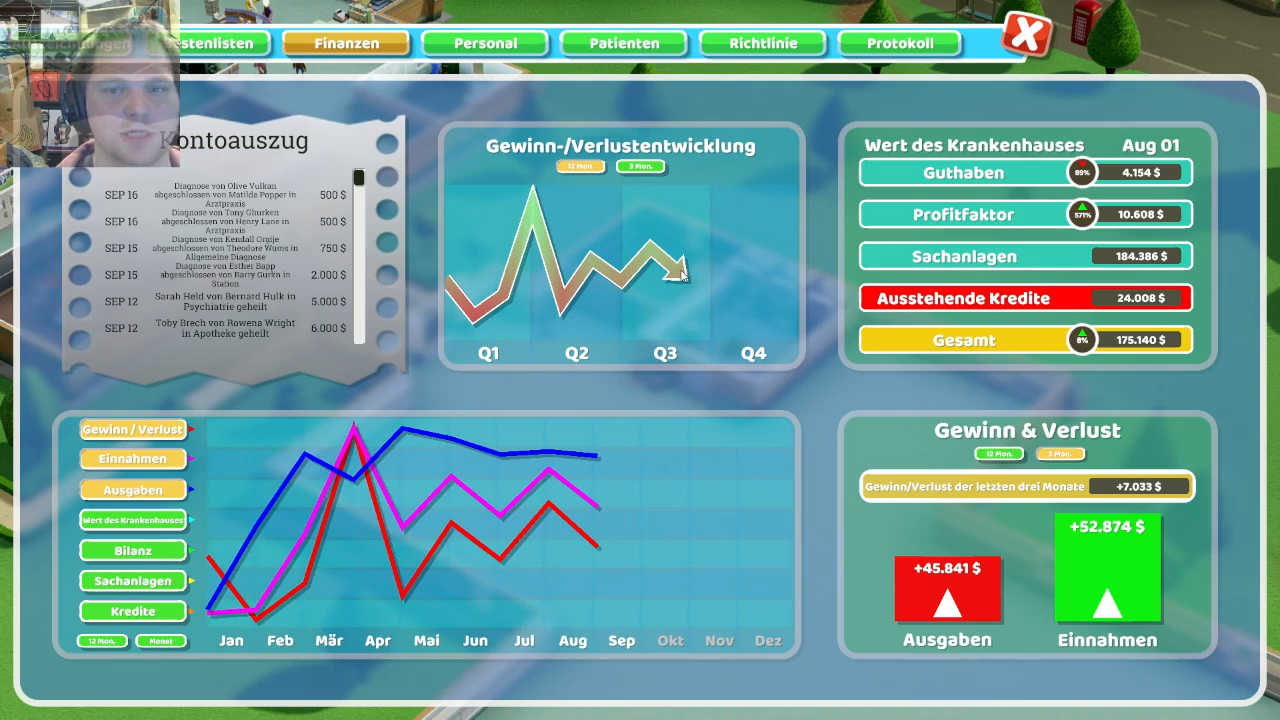 stenlisten
Finanzen
Personal
Patienten
Richtlinie
Protokoll
Kontoauszug
SEP 16
Diagnose von Olive Vulkan
abgeschlossen von Matilda Popper in
Arztpraxis
500 $
SEP 16
Diagnose von Tony Ghurken
abgeschlossen von Henry Lane in
Arztpraxis
500 $
SEP 15
Diagnose von Kendall Orgije
abgeschlossen von Theodore Wums in
Allgemeine Diagnose
750 $
SEP 15
Diagnose von Esther Bapp
abgeschlossen von Barry Gurkn in
Station
2.000 $
SEP 12
Sarah Held von Bernard Hulk in
Psychiatrie geheilt
5.000 $
SEP 12
Toby Brech von Rowena Wright
in Apotheke geheilt
6.000 $
Gewinn-/Verlustentwicklung
12 Mon.
3 Mon.
Q1
Q2
Q3
Q4
Wert des Krankenhauses
Aug 01
Guthaben
89%
4.154 $
Profitfaktor
571%
10.608 $
Sachanlagen
184.386 $
Ausstehende Kredite
24.008 $
Gesamt
8%
175.140 $
Gewinn / Verlust
Einnahmen
Ausgaben
Wert des Krankenhauses
Bilanz
Sachanlagen
Kredite
12 Mon.
Monat
Jan
Feb
Mär
Apr
Mai
Jun
Jul
Aug
Sep
Okt
Nov
Dez
Gewinn & Verlust
12 Mon.
3 Mon.
Gewinn/Verlust der letzten drei Monate
+7.033 $
+45.841 $
+52.874 $
Ausgaben
Einnahmen